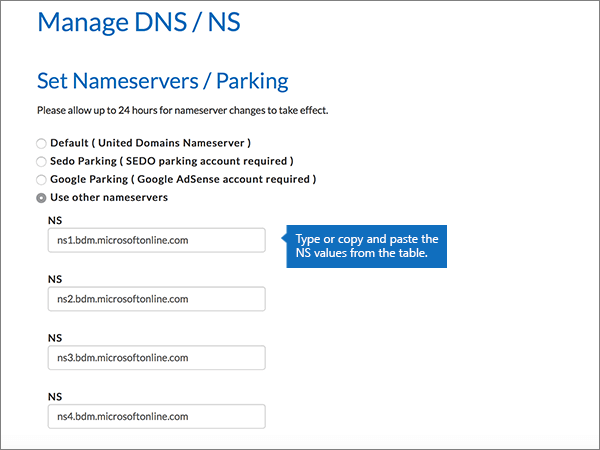 Manage DNS / NS
Set Nameservers / Parking
Please allow up to 24 hours for nameserver changes to take effect.
Default ( United Domains Nameserver )
Sedo Parking ( SEDO parking account required )
Google Parking ( Google AdSense account required )
Use other nameservers
NS
ns1.bdm.microsoftonline.com
Type or copy and paste the
NS values from the table.
NS
ns2.bdm.microsoftonline.com
NS
ns3.bdm.microsoftonline.com
NS
ns4.bdm.microsoftonline.com